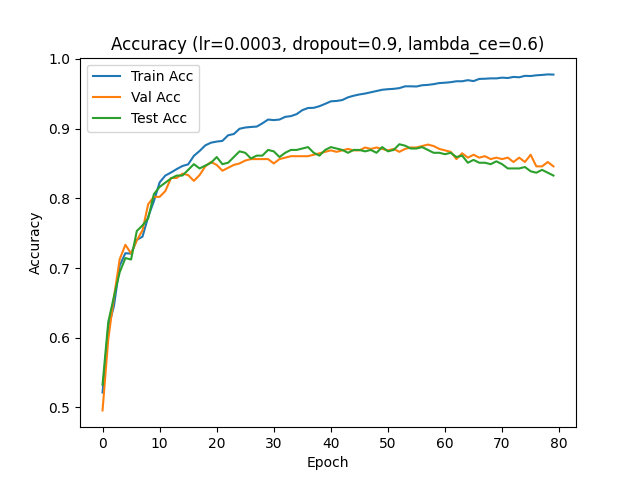 Accuracy (lr=0.0003, dropout=0.9, lambda_ce=0.6)
Train Acc
Val Acc
Test Acc
1.0
0.9
0.8
0.7
0.6
0.5
Accuracy
0 10 20 30 40 50 60 70 80
Epoch